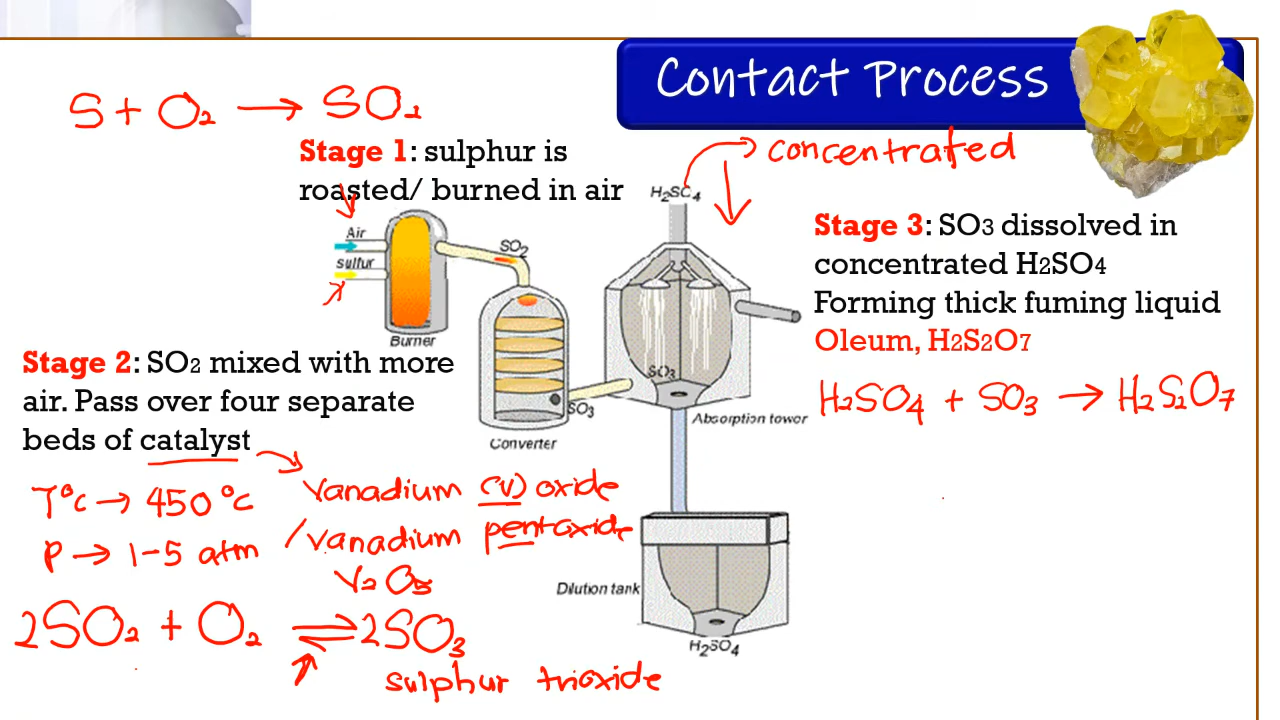 Contact Process
S + O2 → SO2
Stage 1: sulphur is
roasted/ burned in air
concentrated
H2SO4
Air
sulfur
SO2
Burner
Stage 3: SO3 dissolved in
concentrated H2SO4
Forming thick fuming liquid
Oleum, H2S2O7
H2SO4 + SO3 → H2S2O7
Stage 2: SO2 mixed with more
air. Pass over four separate
beds of catalyst
SO3
SO3
Converter
Absorption tower
T°C → 450°C
P → 1-5 atm
Vanadium (V) oxide
/vanadium pentoxide
V2O5
2SO2 + O2 ⇌ 2SO3
sulphur trioxide
Dilution tank
H2SO4